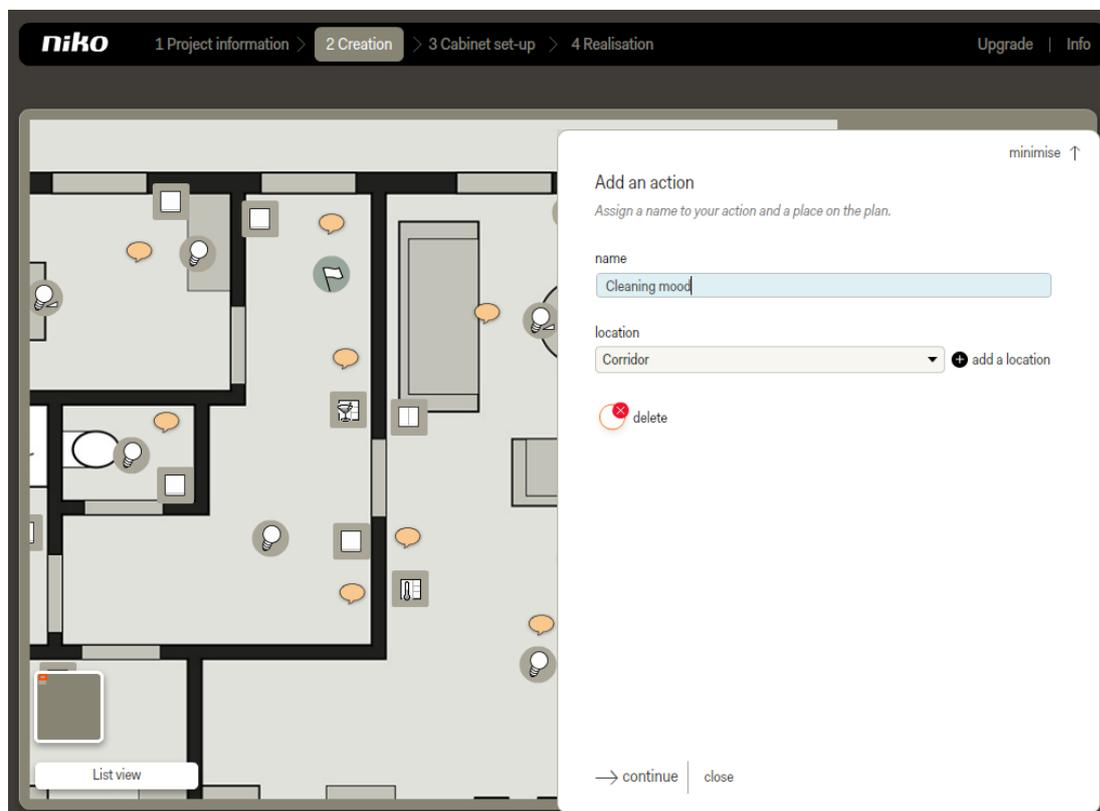 niko 1 Project information 2 Creation 3 Cabinet set-up 4 Realisation Upgrade | Info
minimise
Add an action
Assign a name to your action and a place on the plan.
name
Cleaning mood
location
Corridor add a location
delete
List view
continue close